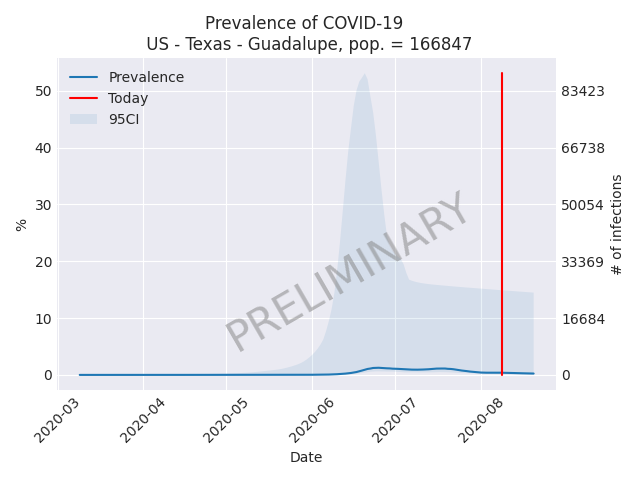 Prevalence of COVID-19
US - Texas - Guadalupe, pop. = 166847
Prevalence
Today
95CI
50
40
30
20
10
0
%
83423
66738
50054
33369
16684
0
# of infections
PRELIMINARY
2020-03
2020-04
2020-05
2020-06
2020-07
2020-08
Date